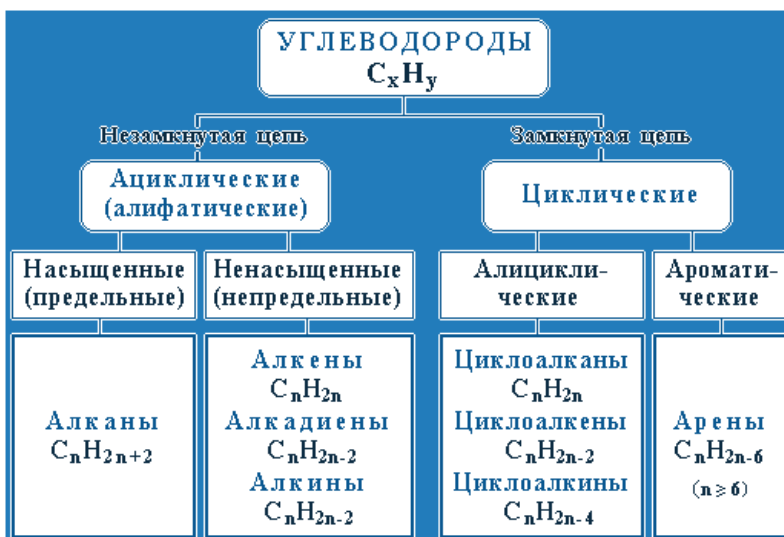 УГЛЕВОДОРОДЫ
CₓHᵧ
Незамкнутая цепь
Замкнутая цепь
Ациклические
(алифатические)
Циклические
Насыщенные
(предельные)
Ненасыщенные
(непредельные)
Алицикли-
ческие
Аромати-
ческие
Алканы
CₙH₂ₙ₊₂
Алкены
CₙH₂ₙ
Алкадиены
CₙH₂ₙ₋₂
Алкины
CₙH₂ₙ₋₂
Циклоалканы
CₙH₂ₙ
Циклоалкены
CₙH₂ₙ₋₂
Циклоалкины
CₙH₂ₙ₋₄
Арены
CₙH₂ₙ₋₆
(n ⩾ 6)